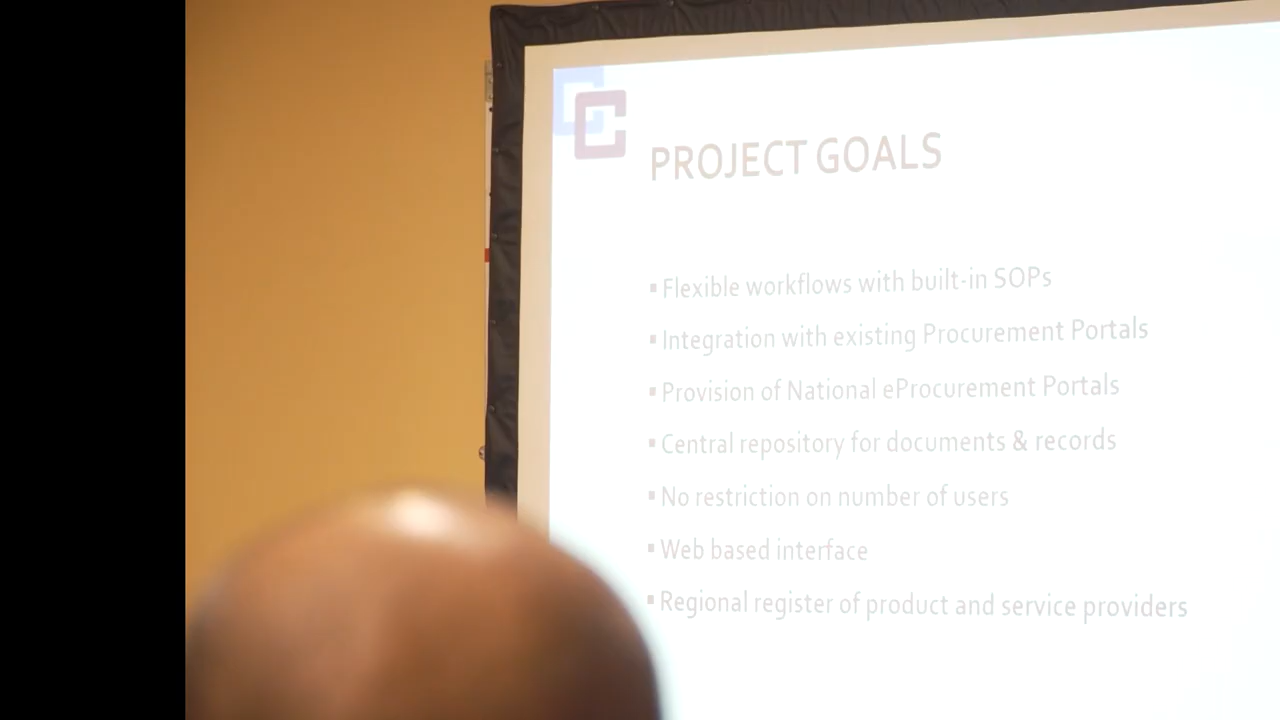 PROJECT GOALS
▪ Flexible workflows with built-in SOPs
▪ Integration with existing Procurement Portals
▪ Provision of National eProcurement Portals
▪ Central repository for documents & records
▪ No restriction on number of users
▪ Web based interface
▪ Regional register of product and service providers